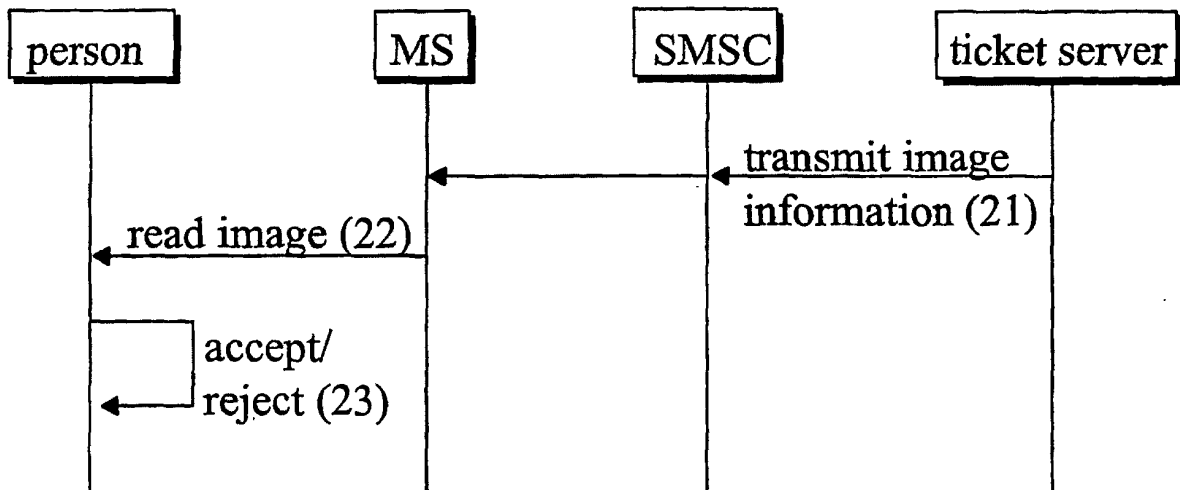 person
MS
SMSC
ticket server
transmit image
information (21)
read image (22)
accept/
reject (23)